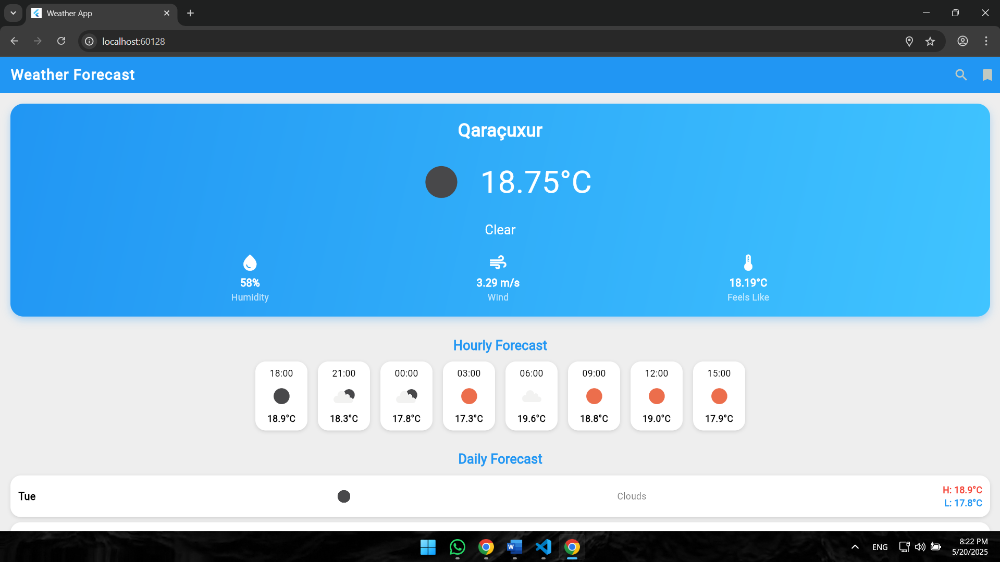 Weather App
localhost:60128
Weather Forecast
Qaraçuxur
18.75°C
Clear
58%
Humidity
3.29 m/s
Wind
18.19°C
Feels Like
Hourly Forecast
18:00
18.9°C
21:00
18.3°C
00:00
17.8°C
03:00
17.3°C
06:00
19.6°C
09:00
18.8°C
12:00
19.0°C
15:00
17.9°C
Daily Forecast
Tue
Clouds
H: 18.9°C
L: 17.8°C
W
ENG
8:22 PM
5/20/2025